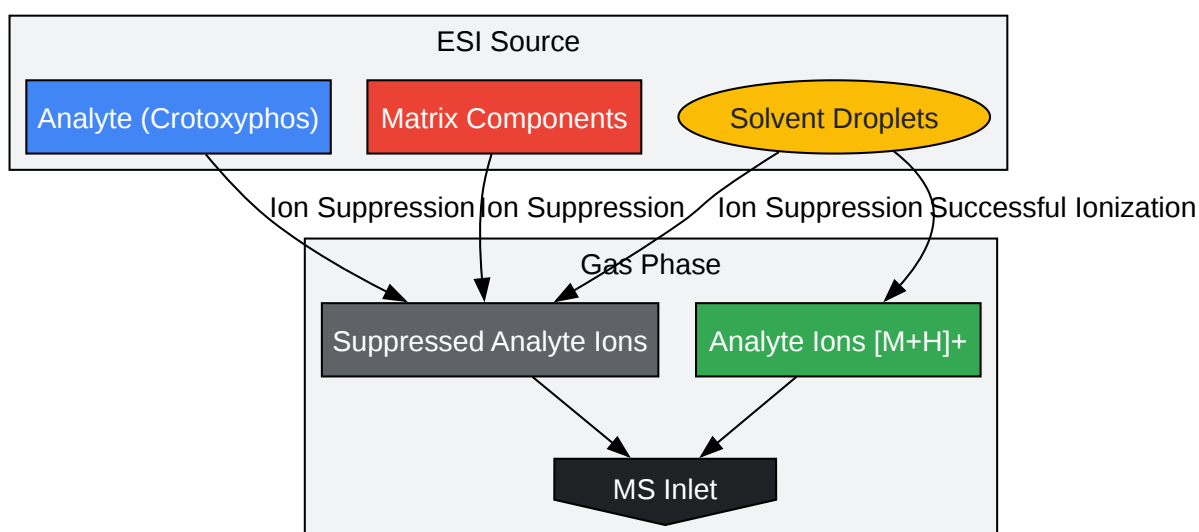 ESI Source
Analyte (Crotoxyphos)
Matrix Components
Solvent Droplets
Ion Suppression
Ion Suppression
Ion Suppression
Successful Ionization
Gas Phase
Suppressed Analyte Ions
Analyte Ions [M+H]+
MS Inlet